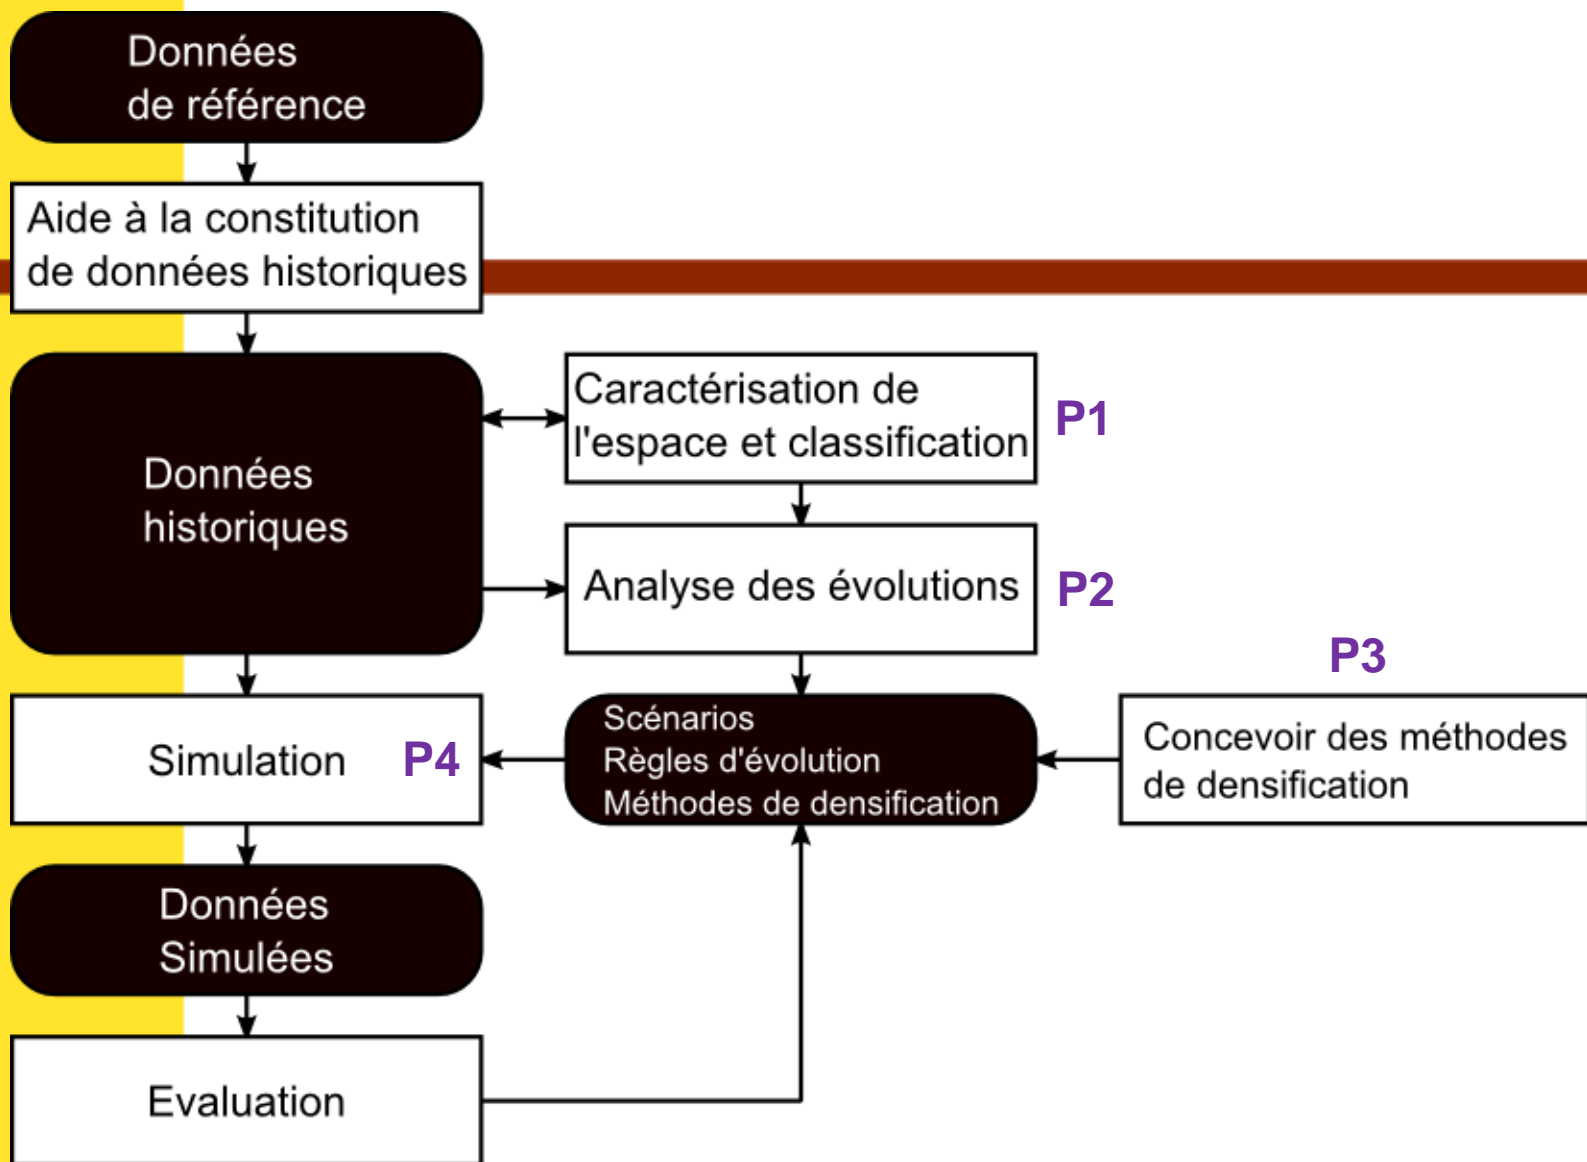 Données
de référence
Aide à la constitution
de données historiques
Données
historiques
Caractérisation de
l'espace et classification
P1
Analyse des évolutions
P2
P3
Simulation
P4
Scénarios
Règles d'évolution
Méthodes de densification
Concevoir des méthodes
de densification
Données
Simulées
Evaluation